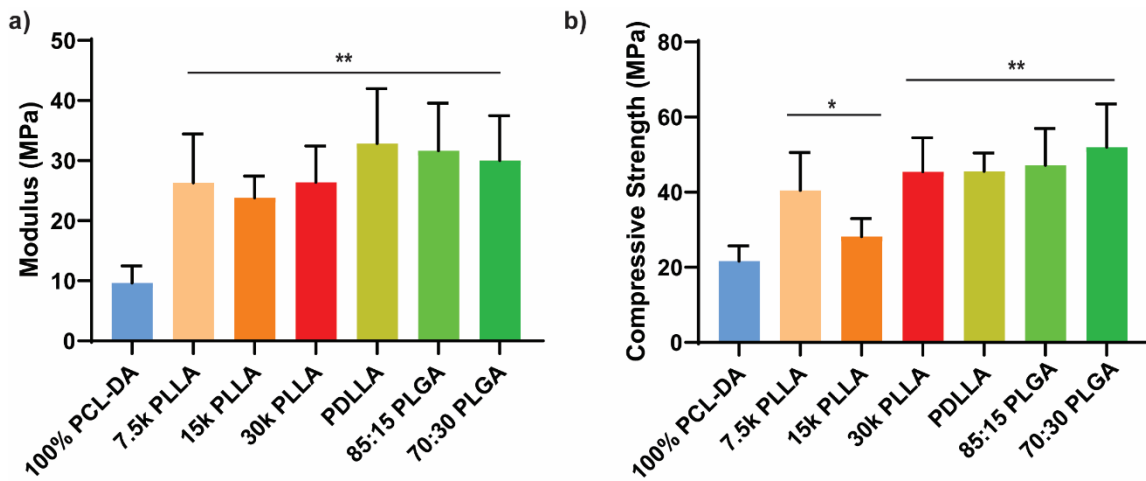 a)
Modulus (MPa)
50
40
30
20
10
0
**
100% PCL-DA
7.5k PLLA
15k PLLA
30k PLLA
PDLLA
85:15 PLGA
70:30 PLGA
b)
Compressive Strength (MPa)
80
60
40
20
0
*
**
100% PCL-DA
7.5k PLLA
15k PLLA
30k PLLA
PDLLA
85:15 PLGA
70:30 PLGA